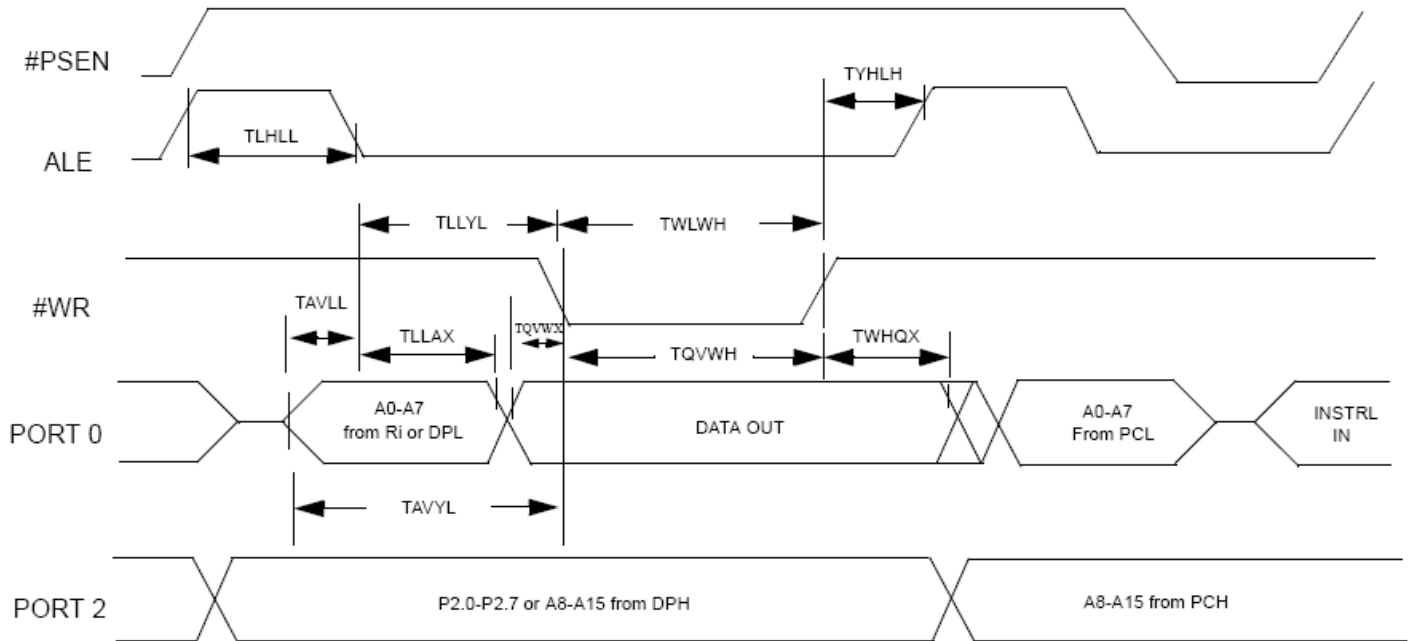 #PSEN
TYHLH
TLHLL
ALE
TLLYL
TWLWH
#WR
TAVLL
TLLAX
TQVWX
TQVWH
TWHQX
PORT 0
A0-A7
from Ri or DPL
DATA OUT
A0-A7
From PCL
INSTRL
IN
TAVYL
PORT 2
P2.0-P2.7 or A8-A15 from DPH
A8-A15 from PCH